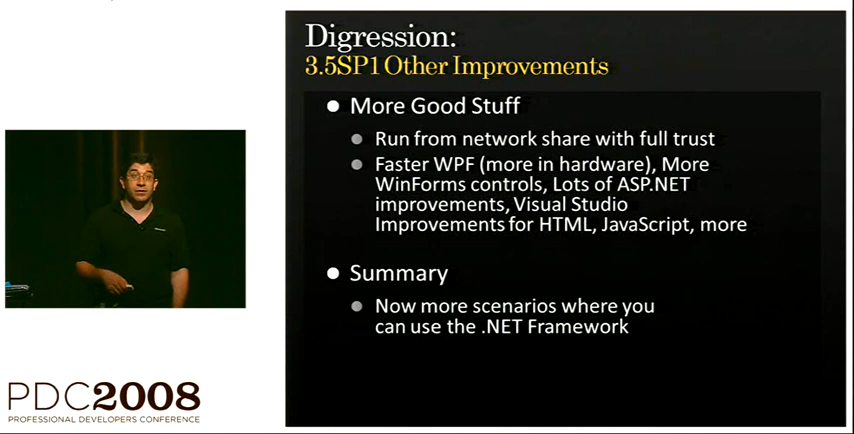 Digression:
3.5SP1 Other Improvements
More Good Stuff
Run from network share with full trust
Faster WPF (more in hardware), More
WinForms controls, Lots of ASP.NET
improvements, Visual Studio
Improvements for HTML, JavaScript, more
Summary
Now more scenarios where you
can use the .NET Framework
PDC2008
PROFESSIONAL DEVELOPERS CONFERENCE